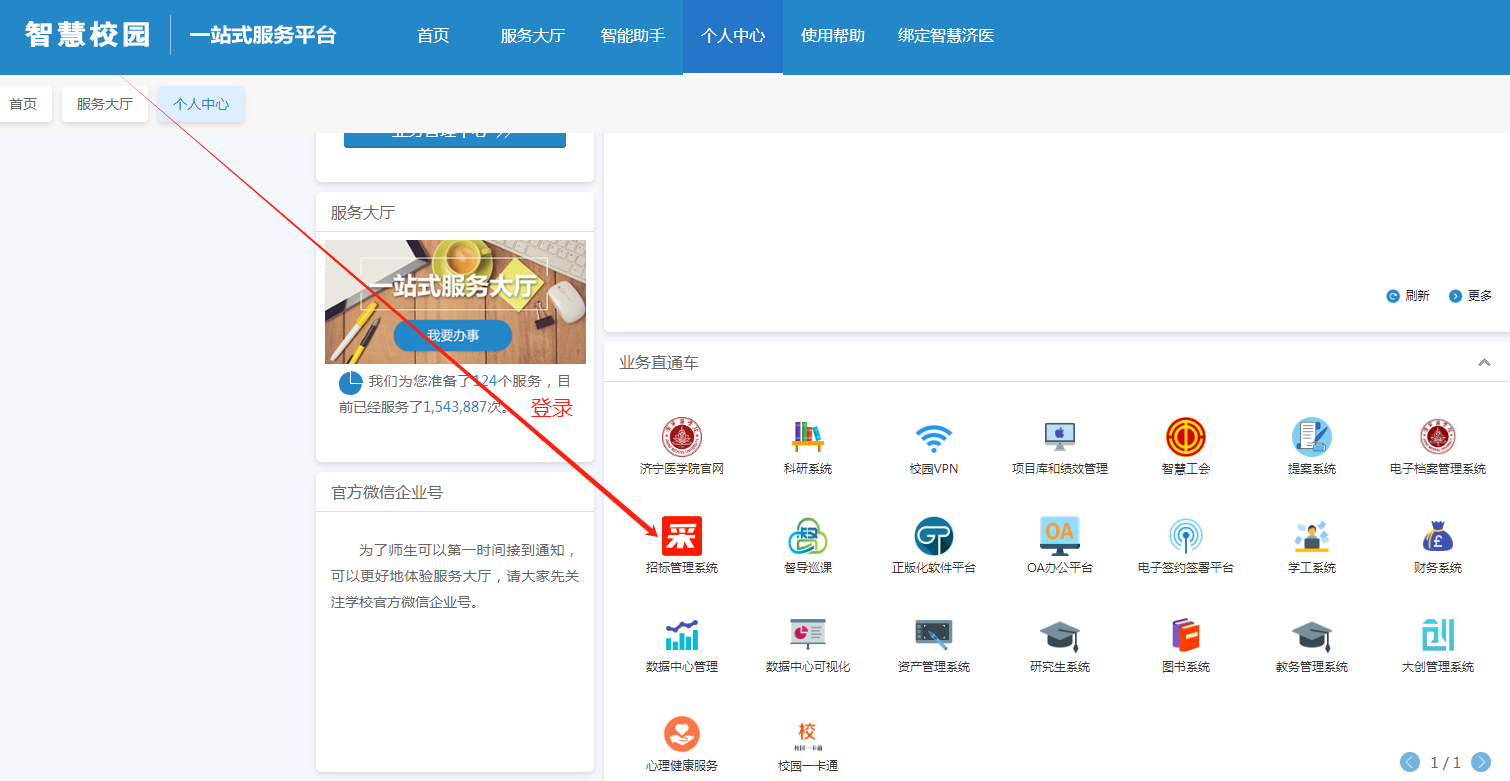 智慧校园
一站式服务平台
首页
服务大厅
智能助手
个人中心
使用帮助
绑定智慧济医
首页
服务大厅
个人中心
业务管理中心 >>
服务大厅
一站式服务大厅
我要办事
我们为您准备了124个服务，目
前已经服务了1,543,887次。
登录
官方微信企业号
为了师生可以第一时间接到通知，
可以更好地体验服务大厅，请大家先关
注学校官方微信企业号。
刷新
更多
业务直通车
济宁医学院官网
科研系统
校园VPN
项目库和绩效管理
智慧工会
提案系统
电子档案管理系统
采
招标管理系统
督导巡课
正版化软件平台
OA
OA办公平台
电子签约签署平台
学工系统
财务系统
数据中心管理
数据中心可视化
资产管理系统
研究生系统
图书系统
教务管理系统
创
大创管理系统
心理健康服务
校
校园一卡通
校园一卡通
1 / 1